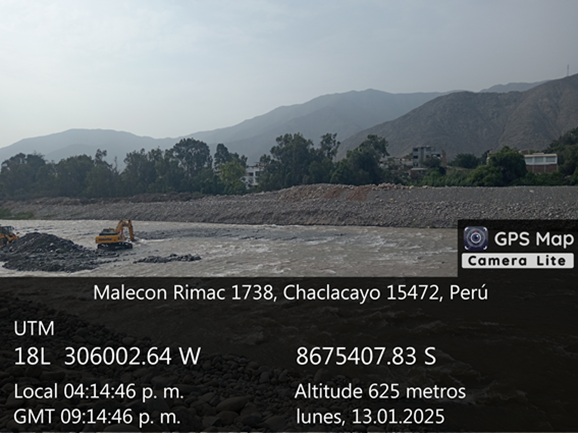 GPS Map
Camera Lite
Malecon Rimac 1738, Chaclacayo 15472, Perú
UTM
18L 306002.64 W 8675407.83 S
Local 04:14:46 p. m. Altitude 625 metros
GMT 09:14:46 p. m. lunes, 13.01.2025